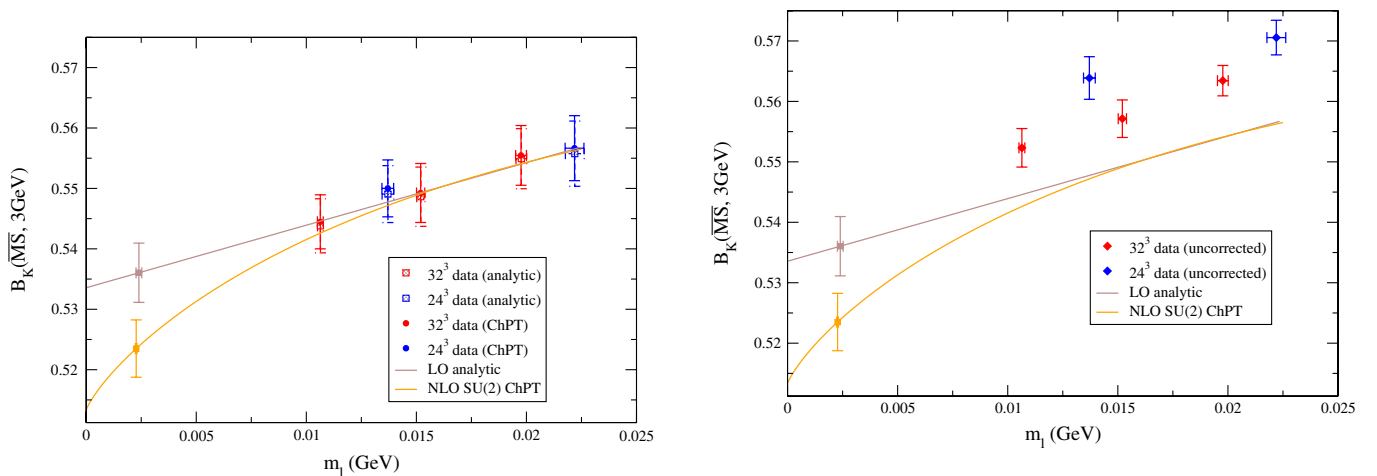 0.57
0.56
0.55
0.54
0.53
0.52
B_K(MS, 3GeV)
32^3 data (analytic)
24^3 data (analytic)
32^3 data (ChPT)
24^3 data (ChPT)
LO analytic
NLO SU(2) ChPT
0 0.005 0.01 0.015 0.02 0.025
m_l (GeV)
0.57
0.56
0.55
0.54
0.53
0.52
B_K(MS, 3GeV)
32^3 data (uncorrected)
24^3 data (uncorrected)
LO analytic
NLO SU(2) ChPT
0 0.005 0.01 0.015 0.02 0.025
m_l (GeV)